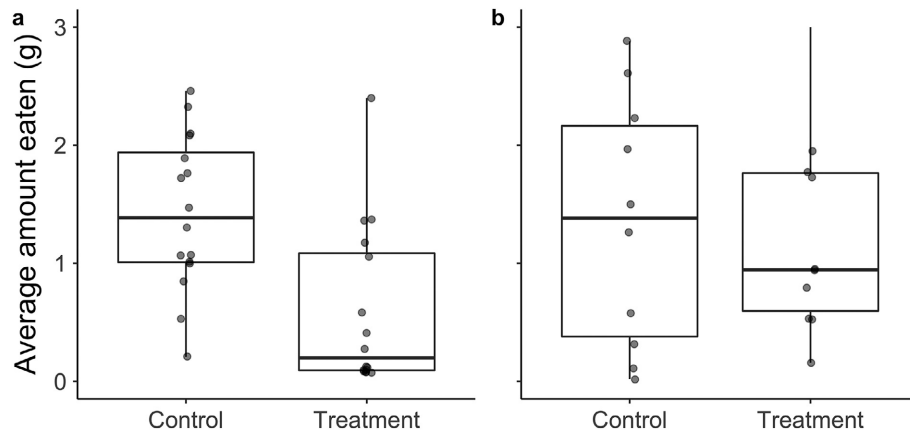 a
b
Average amount eaten (g)
3
2
1
0
Control
Treatment
Control
Treatment